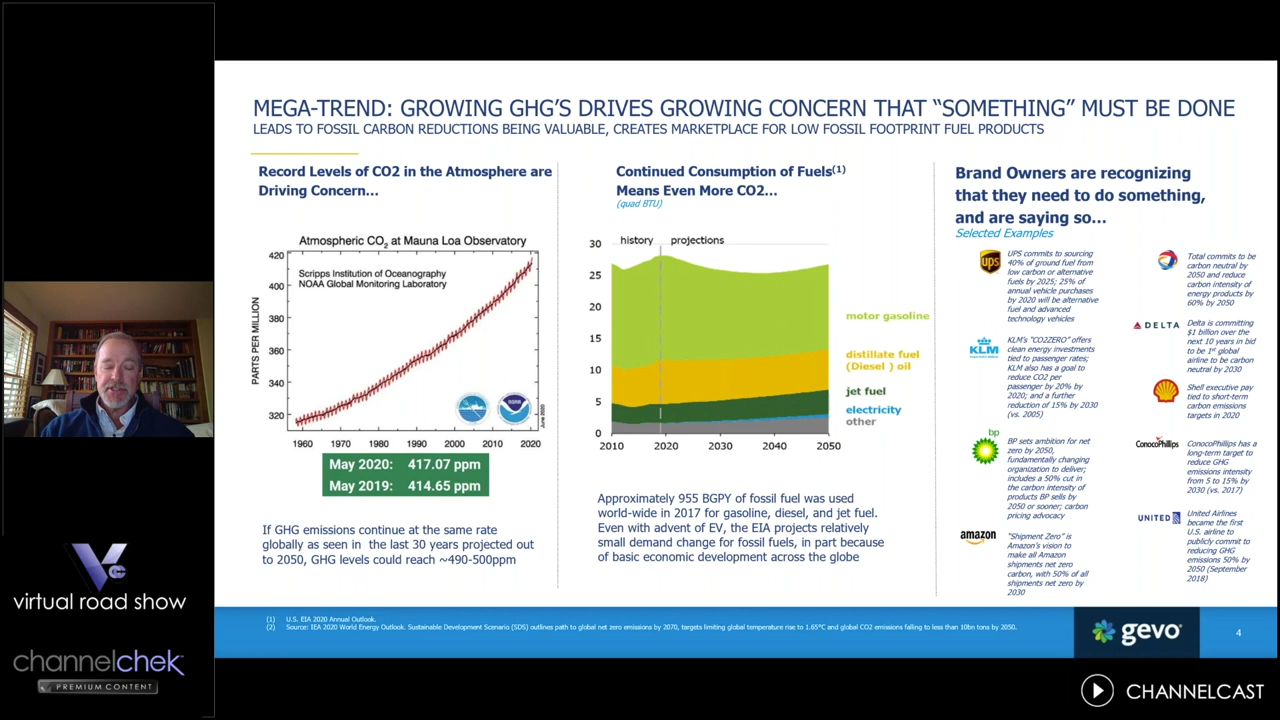 MEGA-TREND: GROWING GHG'S DRIVES GROWING CONCERN THAT "SOMETHING" MUST BE DONE
LEADS TO FOSSIL CARBON REDUCTIONS BEING VALUABLE, CREATES MARKETPLACE FOR LOW FOSSIL FOOTPRINT FUEL PRODUCTS
Record Levels of CO2 in the Atmosphere are
Driving Concern...
Atmospheric CO2 at Mauna Loa Observatory
Scripps Institution of Oceanography
NOAA Global Monitoring Laboratory
PARTS PER MILLION
420
400
380
360
340
320
1960 1970 1980 1990 2000 2010 2020
June 2020
May 2020: 417.07 ppm
May 2019: 414.65 ppm
If GHG emissions continue at the same rate
globally as seen in the last 30 years projected out
to 2050, GHG levels could reach ~490-500ppm
Continued Consumption of Fuels(1)
Means Even More CO2...
(quad BTU)
history projections
30
25
20
15
10
5
0
2010 2020 2030 2040 2050
motor gasoline
distillate fuel
(Diesel ) oil
jet fuel
electricity
other
Approximately 955 BGPY of fossil fuel was used
world-wide in 2017 for gasoline, diesel, and jet fuel.
Even with advent of EV, the EIA projects relatively
small demand change for fossil fuels, in part because
of basic economic development across the globe
Brand Owners are recognizing
that they need to do something,
and are saying so...
Selected Examples
ups
UPS commits to sourcing
40% of ground fuel from
low carbon or alternative
fuels by 2025; 25% of
annual vehicle purchases
by 2020 will be alternative
fuel and advanced
technology vehicles
KLM
KLM's "CO2ZERO" offers
clean energy investments
tied to passenger rates;
KLM also has a goal to
reduce CO2 per
passenger by 20% by
2020; and a further
reduction of 15% by 2030
(vs. 2005)
bp
BP sets ambition for net
zero by 2050,
fundamentally changing
organization to deliver;
includes a 50% cut in
the carbon intensity of
products BP sells by
2050 or sooner; carbon
pricing advocacy
amazon
"Shipment Zero" is
Amazon's vision to
make all Amazon
shipments net zero
carbon, with 50% of all
shipments net zero by
2030
Total commits to be
carbon neutral by
2050 and reduce
carbon intensity of
energy products by
60% by 2050
DELTA
Delta is committing
$1 billion over the
next 10 years in bid
to be 1st global
airline to be carbon
neutral by 2030
Shell executive pay
tied to short-term
carbon emissions
targets in 2020
ConocoPhillips
ConocoPhillips has a
long-term target to
reduce GHG
emissions intensity
from 5 to 15% by
2030 (vs. 2017)
UNITED
United Airlines
became the first
U.S. airline to
publicly commit to
reducing GHG
emissions 50% by
2050 (September
2018)
(1) U.S. EIA 2020 Annual Outlook.
(2) Source: IEA 2020 World Energy Outlook. Sustainable Development Scenario (SDS) outlines path to global net zero emissions by 2070, targets limiting global temperature rise to 1.65°C and global CO2 emissions falling to less than 10bn tons by 2050.
gevo
4
virtual road show
channelchek
PREMIUM CONTENT
CHANNELCAST